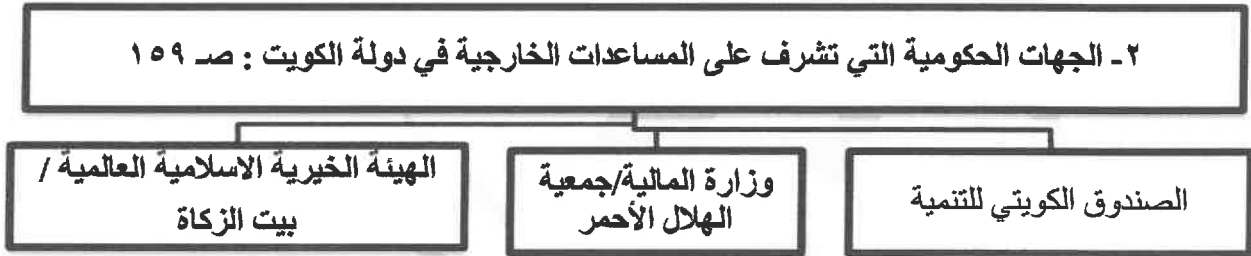 ٢- الجهات الحكومية التي تشرف على المساعدات الخارجية في دولة الكويت : صـ ١٥٩
الصندوق الكويتي للتنمية
وزارة المالية/جمعية
الهلال الأحمر
الهيئة الخيرية الاسلامية العالمية /
بيت الزكاة